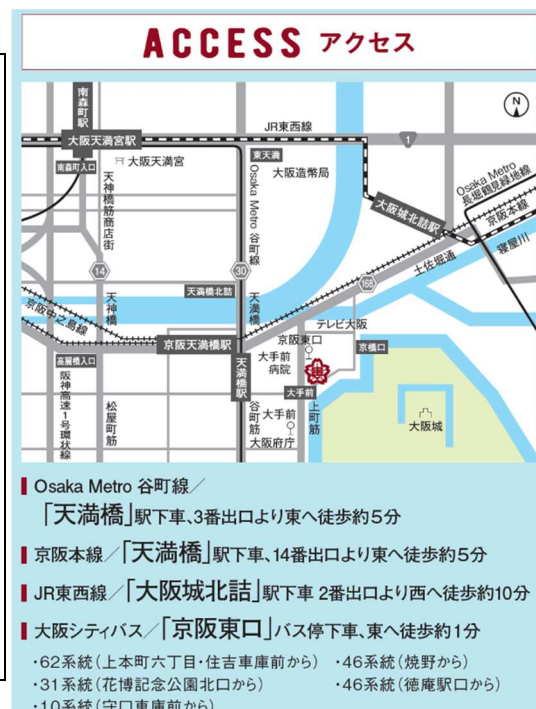 ACCESS アクセス
N
南森町駅
JR東西線
大阪天満宮駅
1
南森町入口
大阪天満宮
東天満
大阪造幣局
Osaka Metro
長堀鶴見緑地線
天神橋筋商店街
Osaka Metro 谷町線
大阪城北詰駅
京阪本線
寝屋川
14
30
土佐堀通
168
天満橋北詰
天神橋
天満橋
京阪中之島線
テレビ大阪
京阪東口
京阪天満橋駅
京橋口
高麗橋入口
天満橋駅
大手前
病院
大手前
阪神高速1号環状線
松屋町筋
谷町筋
大手前
大阪府庁
上町筋
大阪城
Osaka Metro 谷町線／
「天満橋」駅下車、3番出口より東へ徒歩約5分
京阪本線／「天満橋」駅下車、14番出口より東へ徒歩約5分
JR東西線／「大阪城北詰」駅下車 2番出口より西へ徒歩約10分
大阪シティバス／「京阪東口」バス停下車、東へ徒歩約1分
・62系統（上本町六丁目・住吉車庫前から） ・46系統（焼野から）
・31系統（花博記念公園北口から） ・46系統（徳庵駅口から）
・10系統（守口車庫前から）